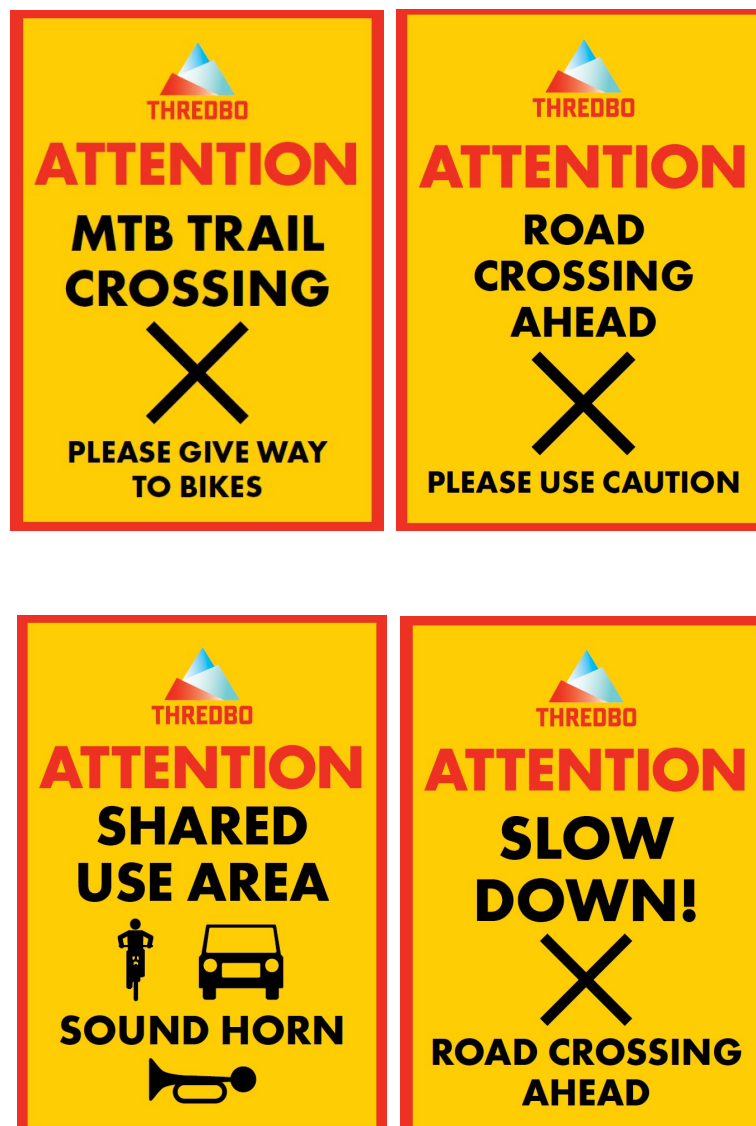 THREDBO
ATTENTION
MTB TRAIL
CROSSING
PLEASE GIVE WAY
TO BIKES
THREDBO
ATTENTION
ROAD
CROSSING
AHEAD
PLEASE USE CAUTION
THREDBO
ATTENTION
SHARED
USE AREA
SOUND HORN
THREDBO
ATTENTION
SLOW
DOWN!
ROAD CROSSING
AHEAD